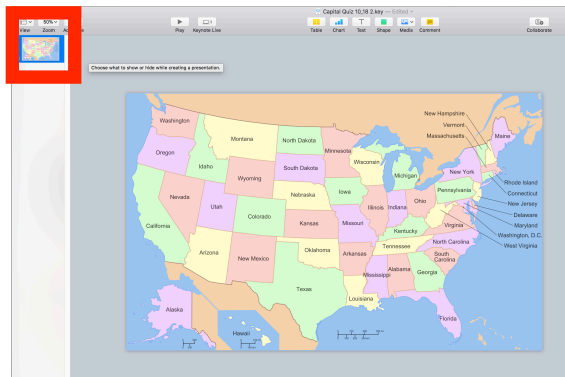 Capital Quiz 10,18 2.key — Edited
50%
View Zoom
Play Keynote Live
Table Chart Text Shape Media Comment
Collaborate
Choose what to show or hide while creating a presentation.
New Hampshire
Vermont
Massachusetts
Washington
Maine
Montana
North Dakota
Minnesota
Oregon
Idaho
Wisconsin
South Dakota
Michigan
New York
Wyoming
Rhode Island
Connecticut
Pennsylvania
New Jersey
Iowa
Nebraska
Nevada
Ohio
Illinois
Indiana
Delaware
Utah
Maryland
Colorado
Kansas
Missouri
Virginia
California
Kentucky
Washington, D.C.
North Carolina
West Virginia
Tennessee
Oklahoma
Arizona
New Mexico
Arkansas
South
Carolina
Alabama
Georgia
Mississippi
Texas
Louisiana
Alaska
Florida
Hawaii